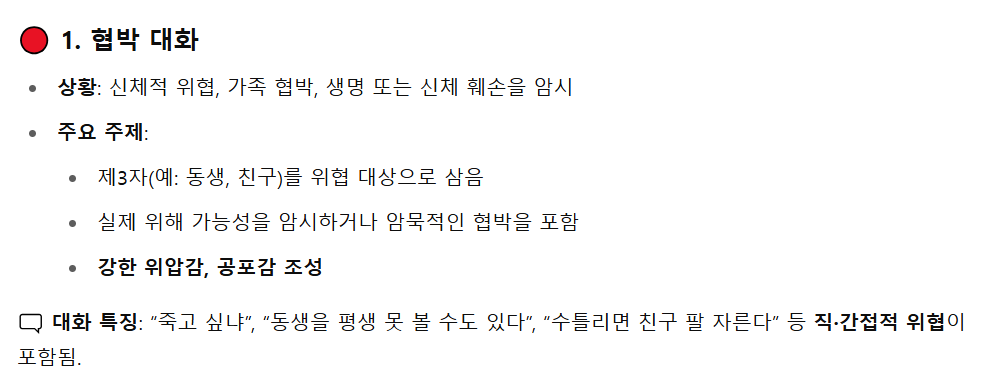 1. 협박 대화
상황: 신체적 위협, 가족 협박, 생명 또는 신체 훼손을 암시
주요 주제:
제3자(예: 동생, 친구)를 위협 대상으로 삼음
실제 위해 가능성을 암시하거나 암묵적인 협박을 포함
강한 위압감, 공포감 조성
대화 특징: “죽고 싶냐”, “동생을 평생 못 볼 수도 있다”, “수틀리면 친구 팔 자른다” 등 직·간접적 위협이
포함됨.